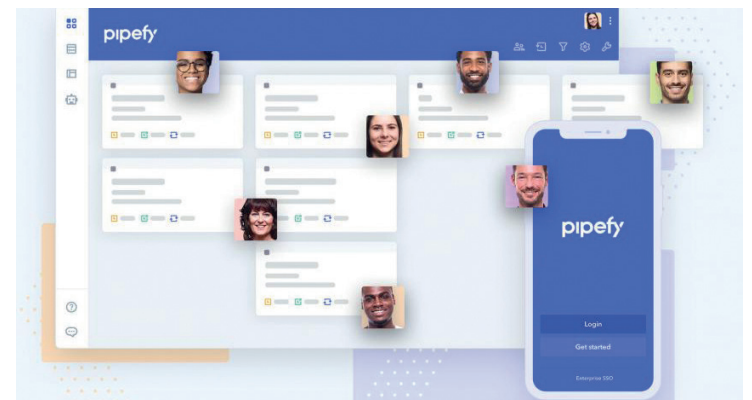 pipefy
pipefy
Login
Get started
Enterprise SSO